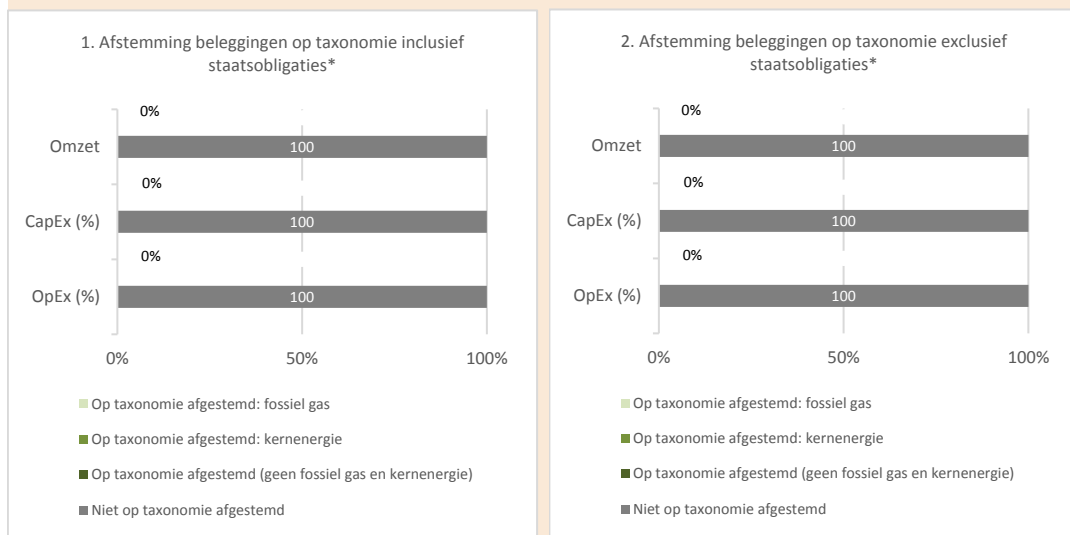 1. Afstemming beleggingen op taxonomie inclusief
staatsobligaties*
0%
Omzet
100
0%
CapEx (%)
100
0%
OpEx (%)
100
0%
50%
100%
Op taxonomie afgestemd: fossiel gas
Op taxonomie afgestemd: kernenergie
Op taxonomie afgestemd (geen fossiel gas en kernenergie)
Niet op taxonomie afgestemd
2. Afstemming beleggingen op taxonomie exclusief
staatsobligaties*
0%
Omzet
100
0%
CapEx (%)
100
0%
OpEx (%)
100
0%
50%
100%
Op taxonomie afgestemd: fossiel gas
Op taxonomie afgestemd: kernenergie
Op taxonomie afgestemd (geen fossiel gas en kernenergie)
Niet op taxonomie afgestemd